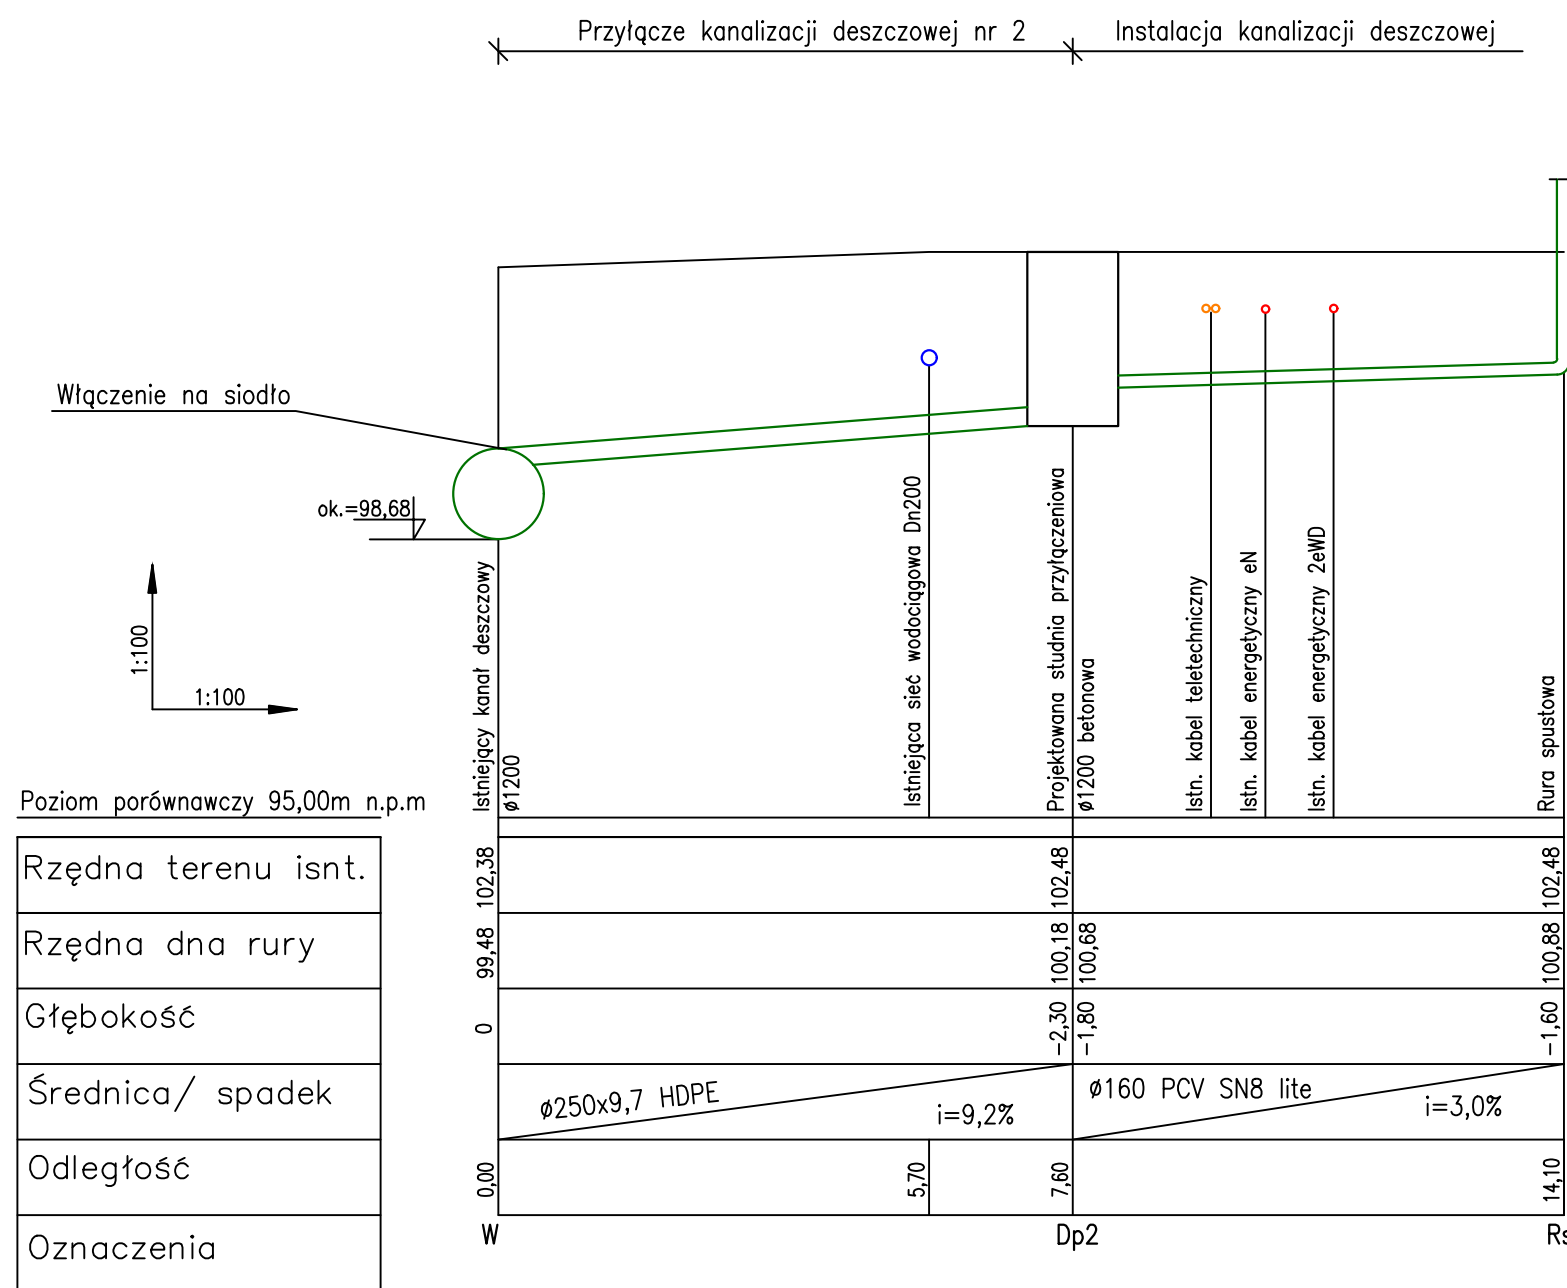 Przyłącze kanalizacji deszczowej nr 2
Instalacja kanalizacji deszczowej
Włączenie na siodło
ok.=98,68
1:100
1:100
Istniejący kanał deszczowy
ø1200
Istniejąca sieć wodociągowa Dn200
Projektowana studnia przyłączeniowa
ø1200 betonowa
Istn. kabel teletechniczny
Istn. kabel energetyczny eN
Istn. kabel energetyczny 2eWD
Rura spustowa
Poziom porównawczy 95,00m n.p.m
Rzędna terenu isnt.
102,38
102,48
102,48
Rzędna dna rury
99,48
100,18
100,68
100,88
Głębokość
0
-2,30
-1,80
-1,60
Średnica/ spadek
ø250x9,7 HDPE
i=9,2%
ø160 PCV SN8 lite
i=3,0%
Odległość
0,00
5,70
7,60
14,10
Oznaczenia
W
Dp2